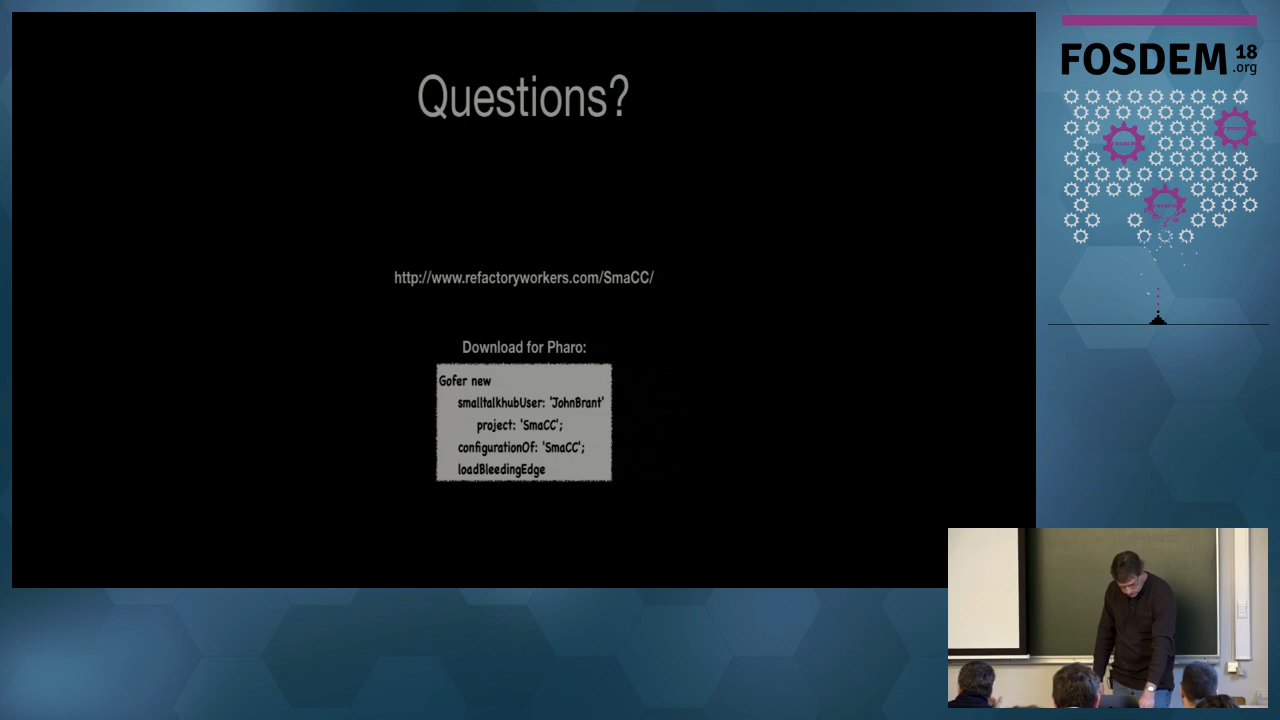 Questions?
http://www.refactoryworkers.com/SmaCC/
Download for Pharo:
Gofer new
smalltalkhubUser: 'JohnBrant'
project: 'SmaCC';
configurationOf: 'SmaCC';
loadBleedingEdge
FOSDEM 18
.org